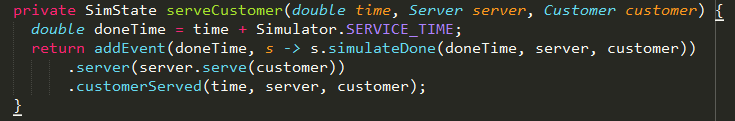 private SimState serveCustomer(double time, Server server, Customer customer) {
  double doneTime = time + Simulator.SERVICE_TIME;
  return addEvent(doneTime, s -> s.simulateDone(doneTime, server, customer))
      .server(server.serve(customer))
      .customerServed(time, server, customer);
}